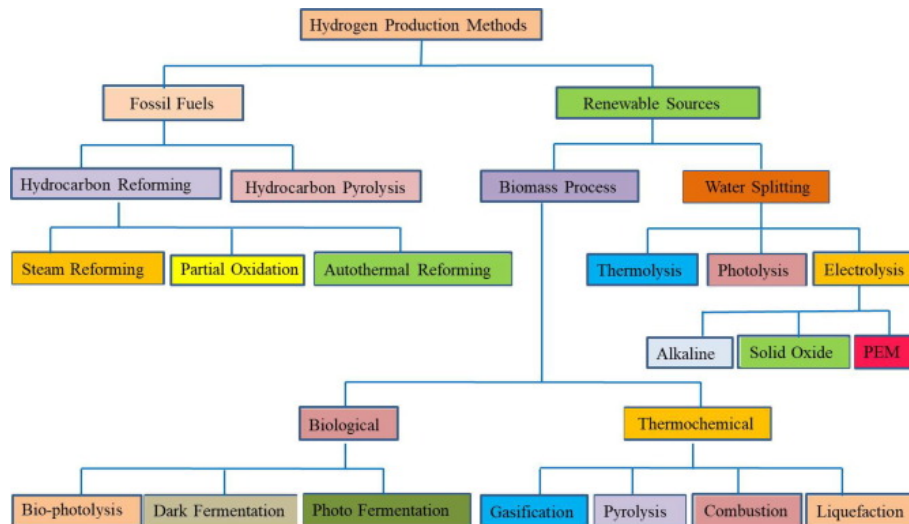 Hydrogen Production Methods
Fossil Fuels
Renewable Sources
Hydrocarbon Reforming
Hydrocarbon Pyrolysis
Biomass Process
Water Splitting
Steam Reforming
Partial Oxidation
Autothermal Reforming
Thermolysis
Photolysis
Electrolysis
Alkaline
Solid Oxide
PEM
Biological
Thermochemical
Bio-photolysis
Dark Fermentation
Photo Fermentation
Gasification
Pyrolysis
Combustion
Liquefaction